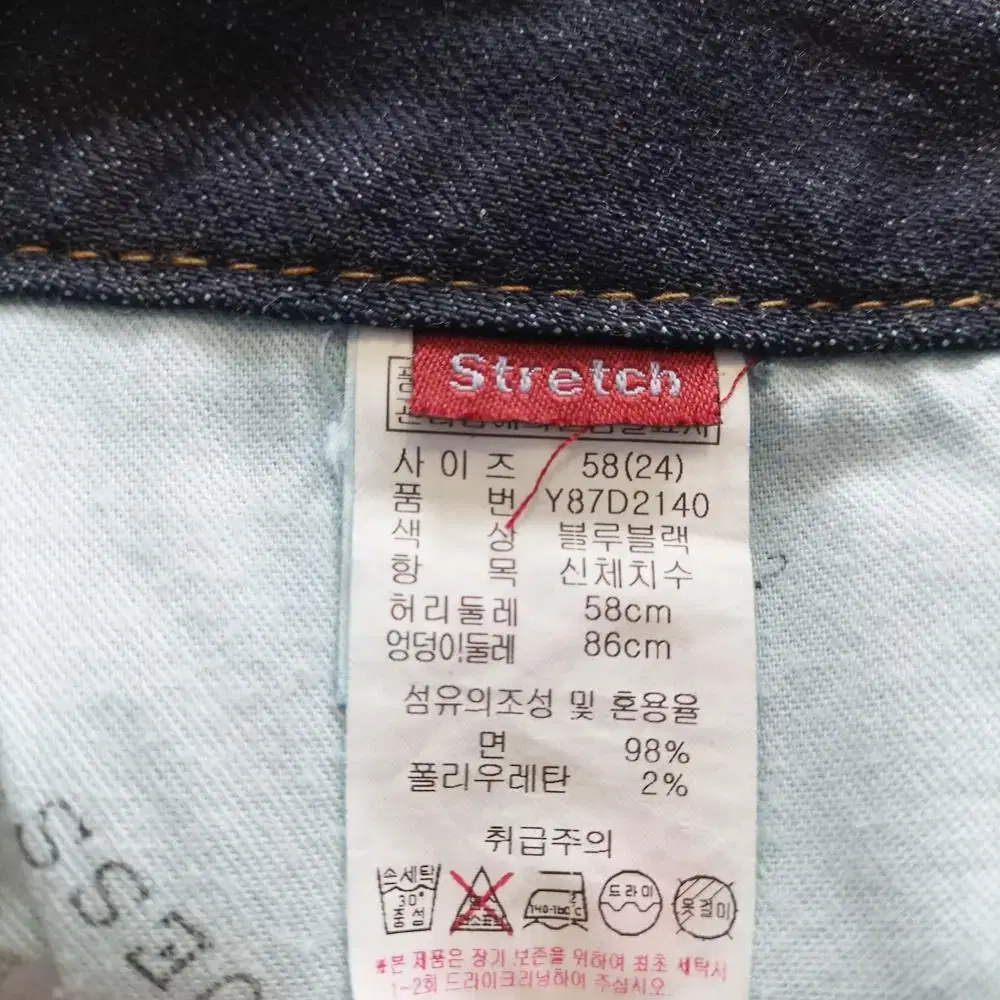 Stretch
사이즈 58(24)
품번 Y87D2140
색상 블루블랙
항목 신체치수
허리둘레 58cm
엉덩이둘레 86cm
섬유의조성 및 혼용율
면 98%
폴리우레탄 2%
취급주의
손세탁 30° 중성 140-160°C 드라이 옷걸이
*본 제품은 장기 보존을 위하여 최초 세탁시
1~2회 드라이크리닝하여 주십시오